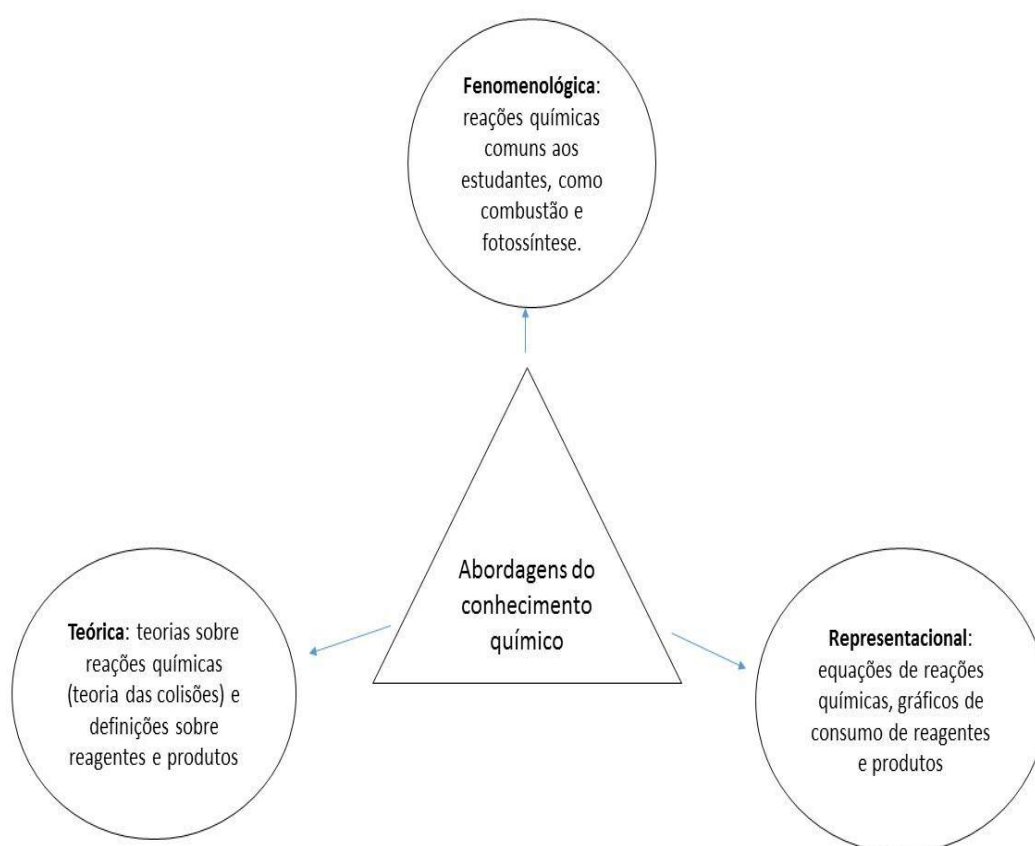 Fenomenológica:
reações químicas
comuns aos
estudantes, como
combustão e
fotossíntese.
Abordagens do
conhecimento
químico
Teórica: teorias sobre
reações químicas
(teoria das colisões) e
definições sobre
reagentes e produtos
Representacional:
equações de reações
químicas, gráficos de
consumo de reagentes
e produtos